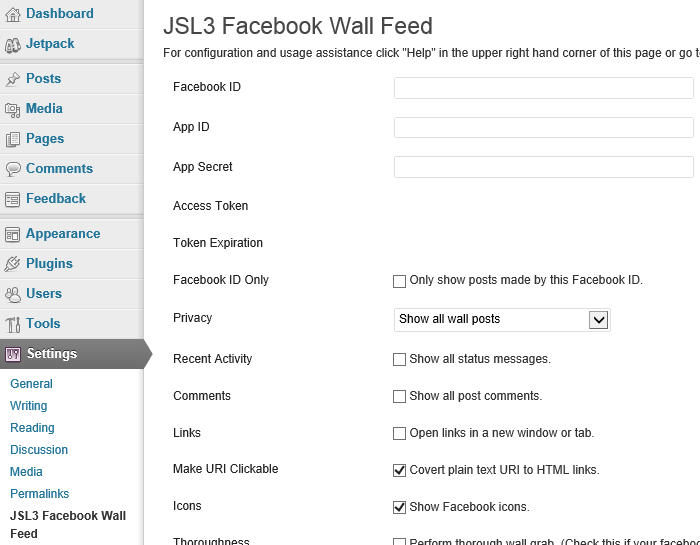 Dashboard
Jetpack
Posts
Media
Pages
Comments
Feedback
Appearance
Plugins
Users
Tools
Settings
General
Writing
Reading
Discussion
Media
Permalinks
JSL3 Facebook Wall
Feed
JSL3 Facebook Wall Feed
For configuration and usage assistance click "Help" in the upper right hand corner of this page or go to
Facebook ID
App ID
App Secret
Access Token
Token Expiration
Facebook ID Only Only show posts made by this Facebook ID.
Privacy Show all wall posts
Recent Activity Show all status messages.
Comments Show all post comments.
Links Open links in a new window or tab.
Make URI Clickable Covert plain text URI to HTML links.
Icons Show Facebook icons.
Thoroughness Perform thorough wall grab. (Check this if your facebook